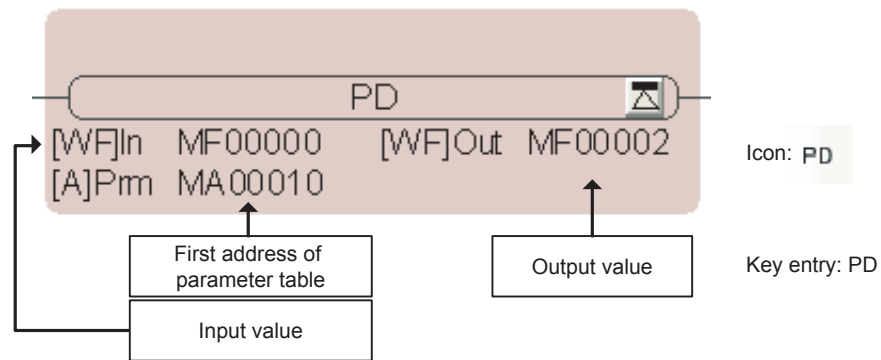 PD
[WF]In MF00000 [WF]Out MF00002
[A]Prm MA00010
First address of
parameter table
Input value
Output value
Icon: PD
Key entry: PD